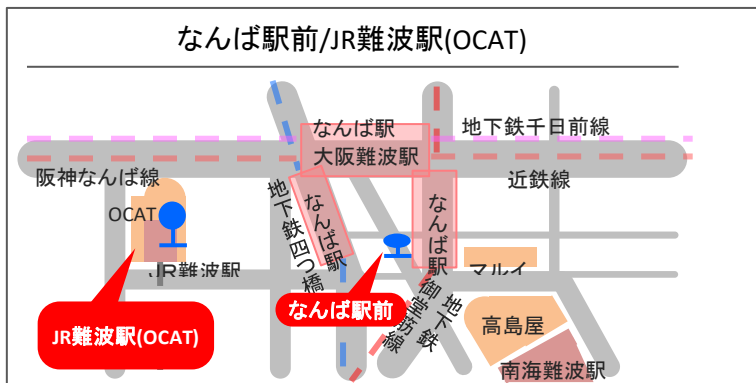 なんば駅前/JR難波駅(OCAT)
なんば駅
地下鉄千日前線
大阪難波駅
阪神なんば線
近鉄線
OCAT
地下鉄四つ橋
なんば駅
なんば駅
JR難波駅
マルイ
なんば駅前
地下鉄
御堂筋線
JR難波駅(OCAT)
高島屋
南海難波駅